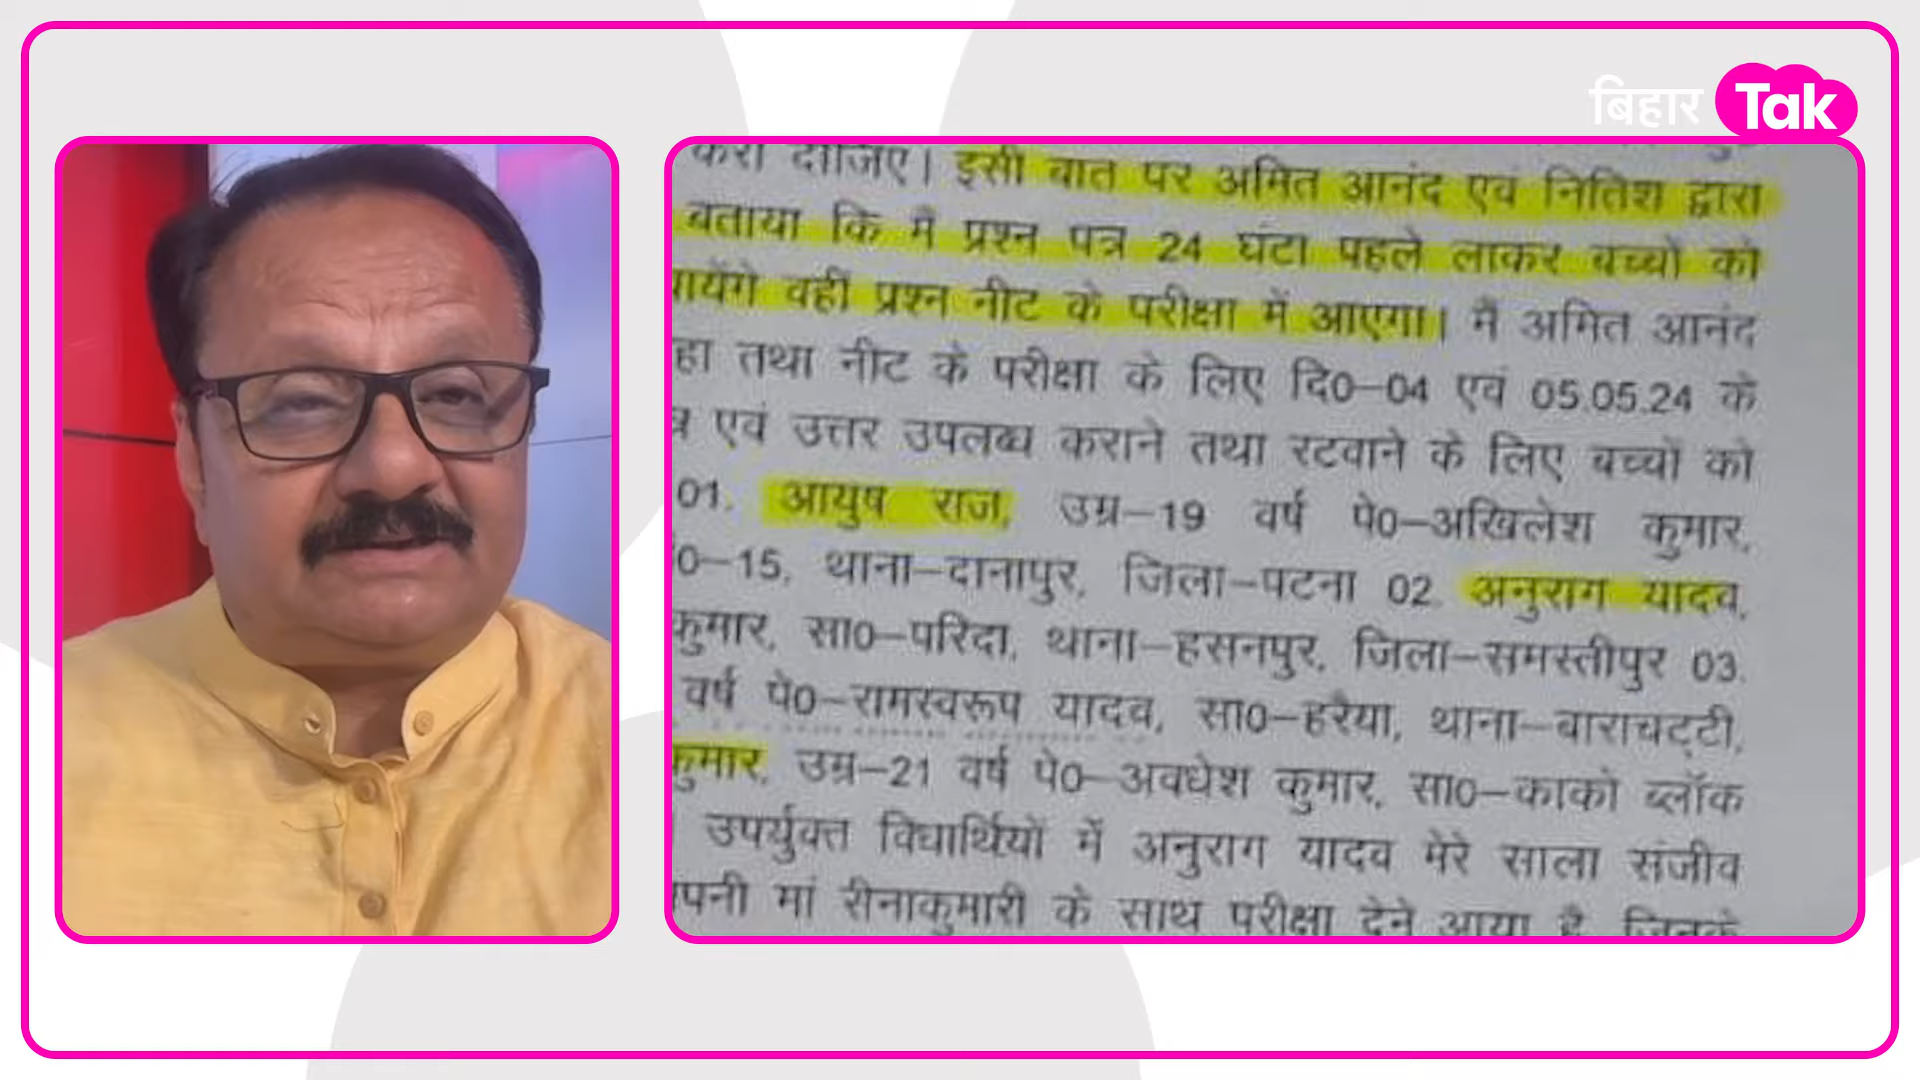 बिहार Tak
करा दीजिए। इसी बात पर अमित आनंद एवं नितिश द्वारा
बताया कि मैं प्रश्न पत्र 24 घंटा पहले लाकर बच्चों को
वहीं प्रश्न नीट के परीक्षा में आएगा। मैं अमित आनंद
तथा नीट के परीक्षा के लिए दि0–04 एवं 05.05.24 के
एवं उत्तर उपलब्ध कराने तथा रटवाने के लिए बच्चों को
01. आयुष राज, उम्र–19 वर्ष पे0–अखिलेश कुमार,
0–15, थाना–दानापुर, जिला–पटना 02. अनुराग यादव,
कुमार, सा0–परिदा, थाना–हसनपुर, जिला–समस्तीपुर 03.
वर्ष पे0–रामस्वरूप यादव, सा0–हरैया, थाना–बाराचट्टी,
कुमार, उम्र–21 वर्ष पे0–अवधेश कुमार, सा0–काको ब्लॉक
उपर्युक्त विधार्थियों में अनुराग यादव मेरे साला संजीव
मां रीनाकुमारी के साथ परीक्षा देने आया है जिनके